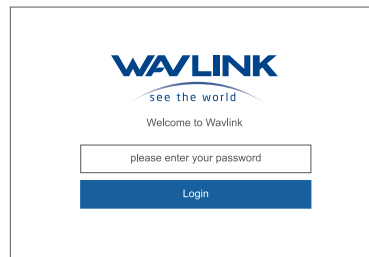 WAVLINK
see the world
Welcome to Wavlink
please enter your password
Login